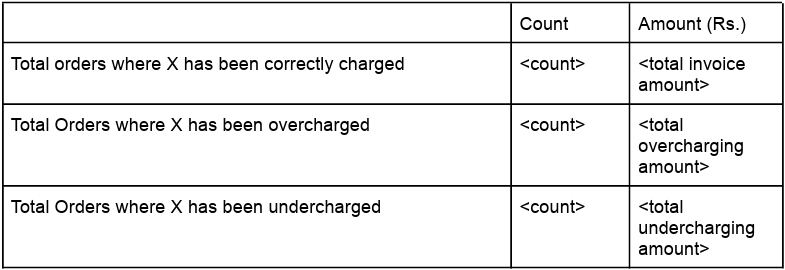 Count Amount (Rs.)
Total orders where X has been correctly charged <count> <total invoice
amount>
Total Orders where X has been overcharged <count> <total
overcharging
amount>
Total Orders where X has been undercharged <count> <total
undercharging
amount>